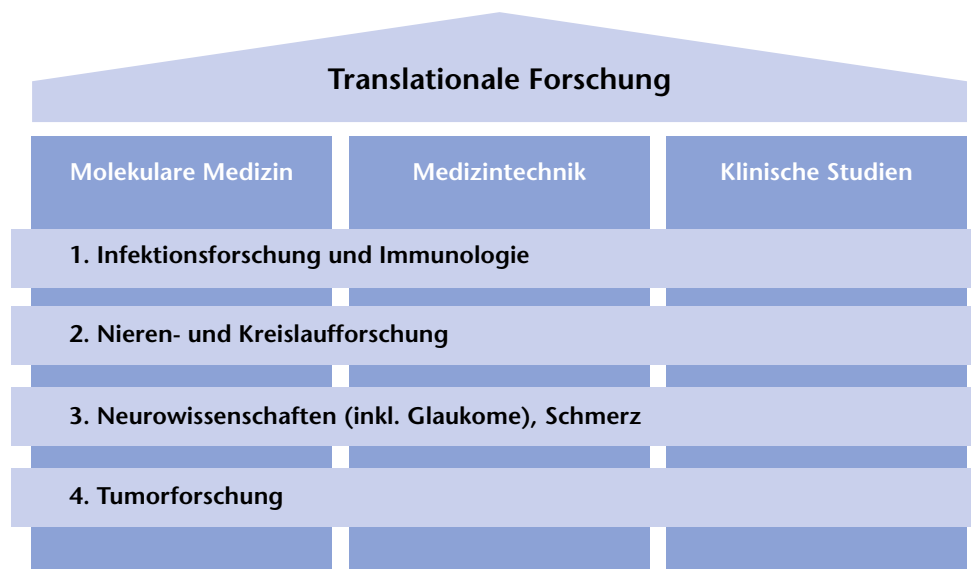 Translationale Forschung
Molekulare Medizin
Medizintechnik
Klinische Studien
1. Infektionsforschung und Immunologie
2. Nieren- und Kreislaufforschung
3. Neurowissenschaften (inkl. Glaukome), Schmerz
4. Tumorforschung